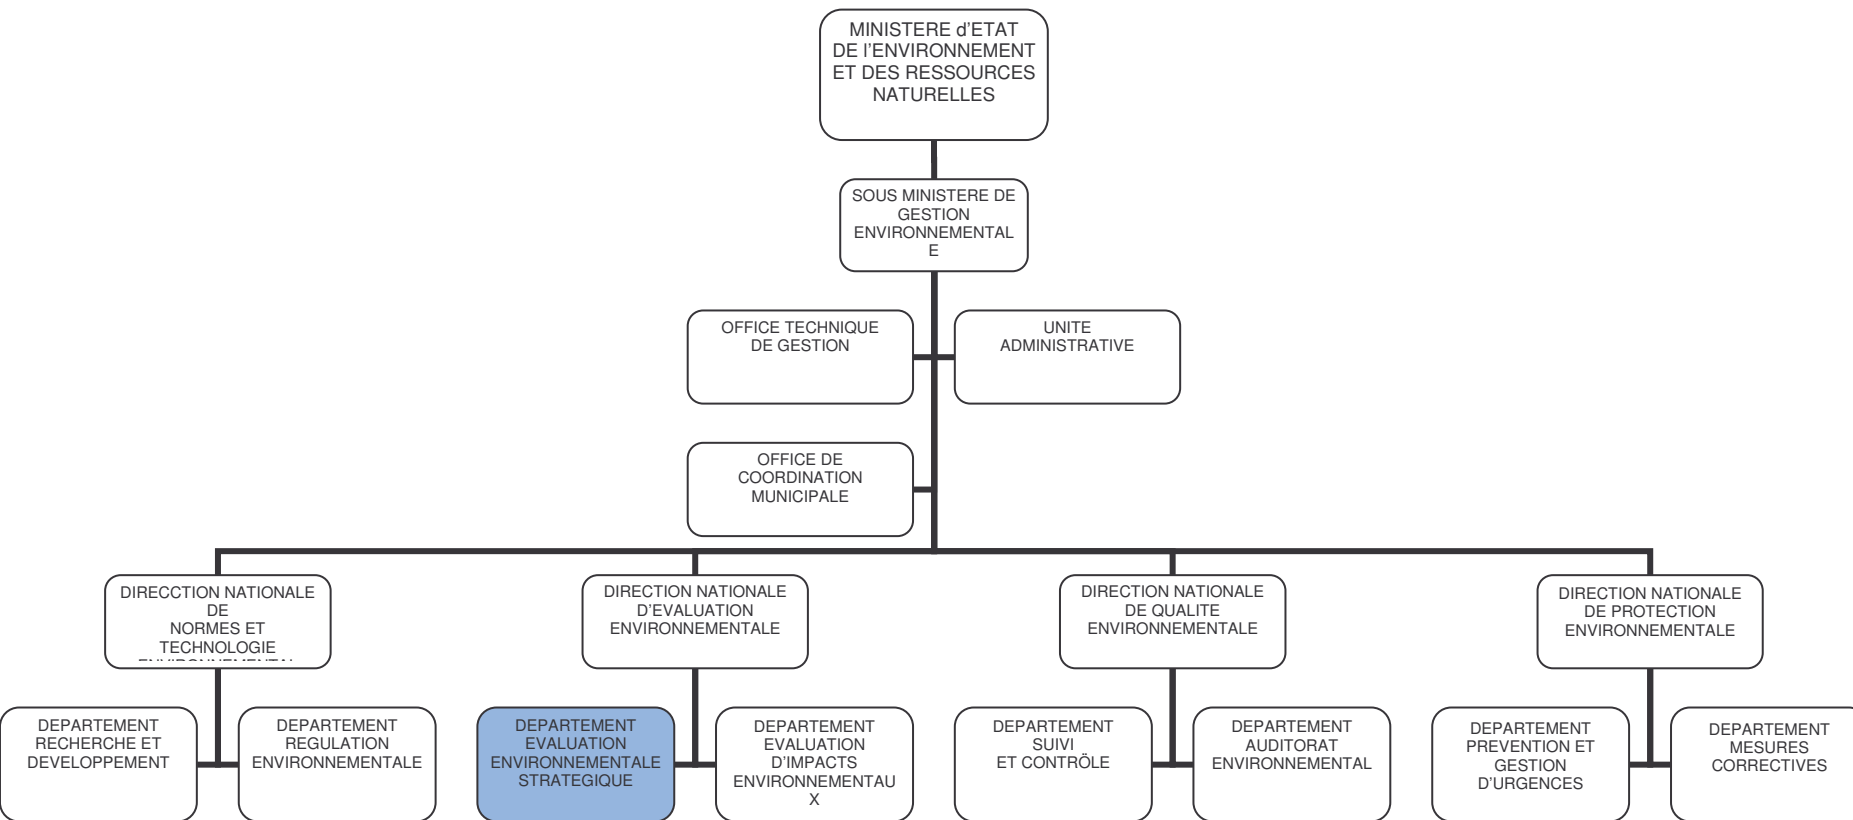 MINISTERE d'ETAT
DE l'ENVIRONNEMENT
ET DES RESSOURCES
NATURELLES
SOUS MINISTERE DE
GESTION
ENVIRONNEMENTAL
E
OFFICE TECHNIQUE
DE GESTION
UNITE
ADMINISTRATIVE
OFFICE DE
COORDINATION
MUNICIPALE
DIRECCTION NATIONALE
DE
NORMES ET
TECHNOLOGIE
DIRECTION NATIONALE
D'EVALUATION
ENVIRONNEMENTALE
DIRECTION NATIONALE
DE QUALITE
ENVIRONNEMENTALE
DIRECTION NATIONALE
DE PROTECTION
ENVIRONNEMENTALE
DEPARTEMENT
RECHERCHE ET
DEVELOPPEMENT
DEPARTEMENT
REGULATION
ENVIRONNEMENTALE
DEPARTEMENT
EVALUATION
ENVIRONNEMENTALE
STRATEGIQUE
DEPARTEMENT
EVALUATION
D'IMPACTS
ENVIRONNEMENTAU
X
DEPARTEMENT
SUIVI
ET CONTRÖLE
DEPARTEMENT
AUDITORAT
ENVIRONNEMENTAL
DEPARTEMENT
PREVENTION ET
GESTION
D'URGENCES
DEPARTEMENT
MESURES
CORRECTIVES